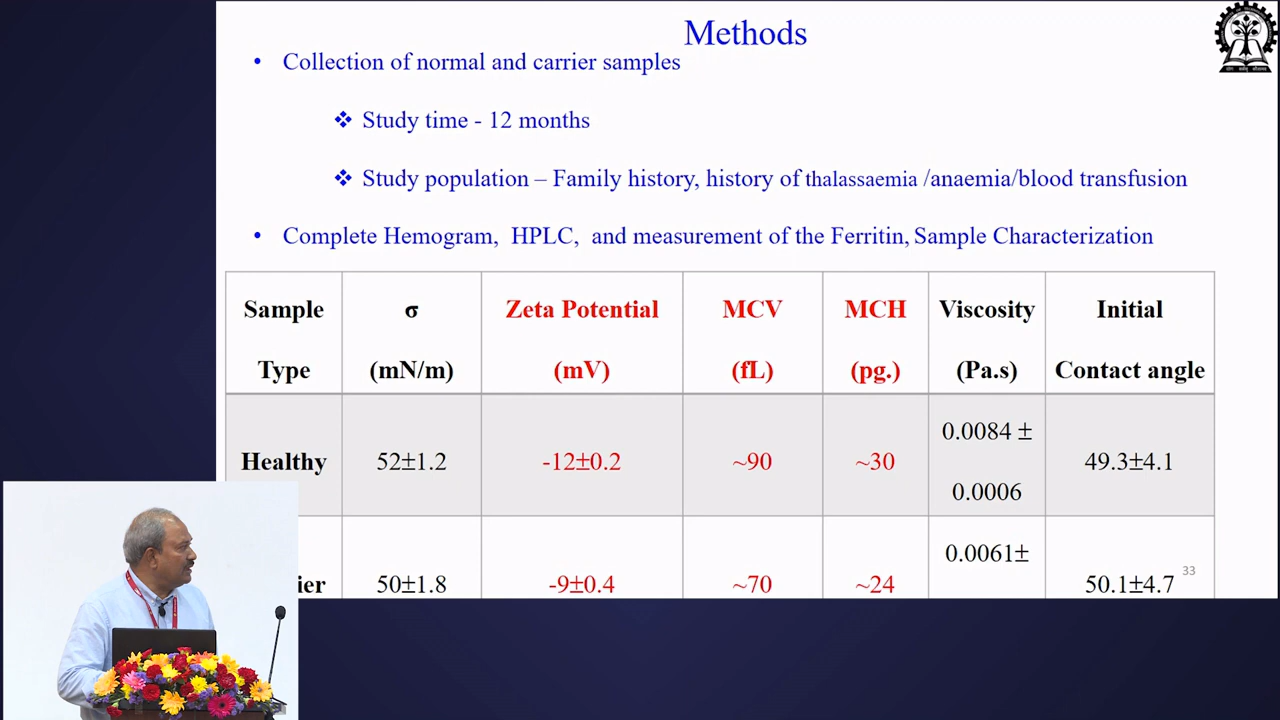 Methods
• Collection of normal and carrier samples
❖ Study time - 12 months
❖ Study population – Family history, history of thalassaemia /anaemia/blood transfusion
• Complete Hemogram, HPLC, and measurement of the Ferritin, Sample Characterization
Sample Type σ (mN/m) Zeta Potential (mV) MCV (fL) MCH (pg.) Viscosity (Pa.s) Initial Contact angle
Healthy 52±1.2 -12±0.2 ~90 ~30 0.0084 ± 0.0006 49.3±4.1
ier 50±1.8 -9±0.4 ~70 ~24 0.0061± 50.1±4.7
33